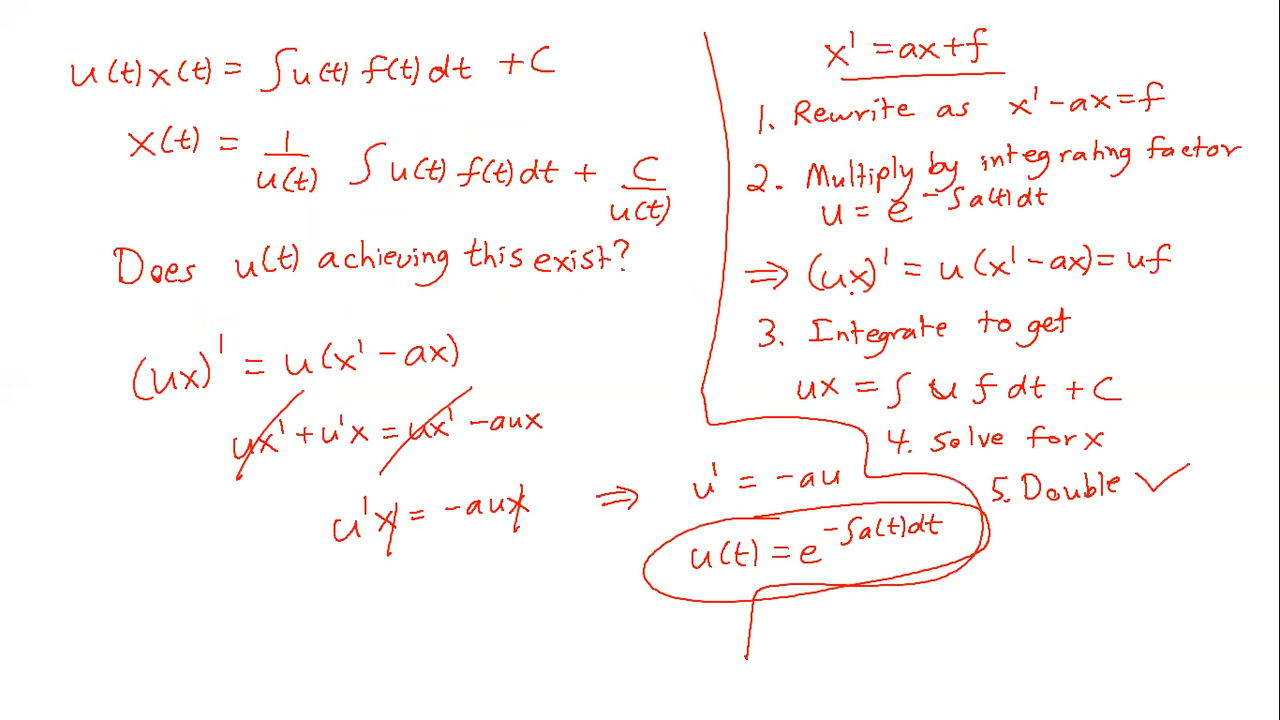 u(t)x(t) = ∫u(t) f(t)dt + C
x(t) = 1/u(t) ∫u(t) f(t)dt + C/u(t)
Does u(t) achieving this exist?
(ux)' = u(x' - ax)
ux' + u'x = ux' - aux
u'x = -aux ⇒ u' = -au
u(t) = e^{-∫a(t)dt}
x' = ax+f
1. Rewrite as x' - ax = f
2. Multiply by integrating factor
u = e^{-∫a(t)dt}
⇒ (ux)' = u(x' - ax) = uf
3. Integrate to get
ux = ∫ u f dt + C
4. Solve for x
5. Double ✓